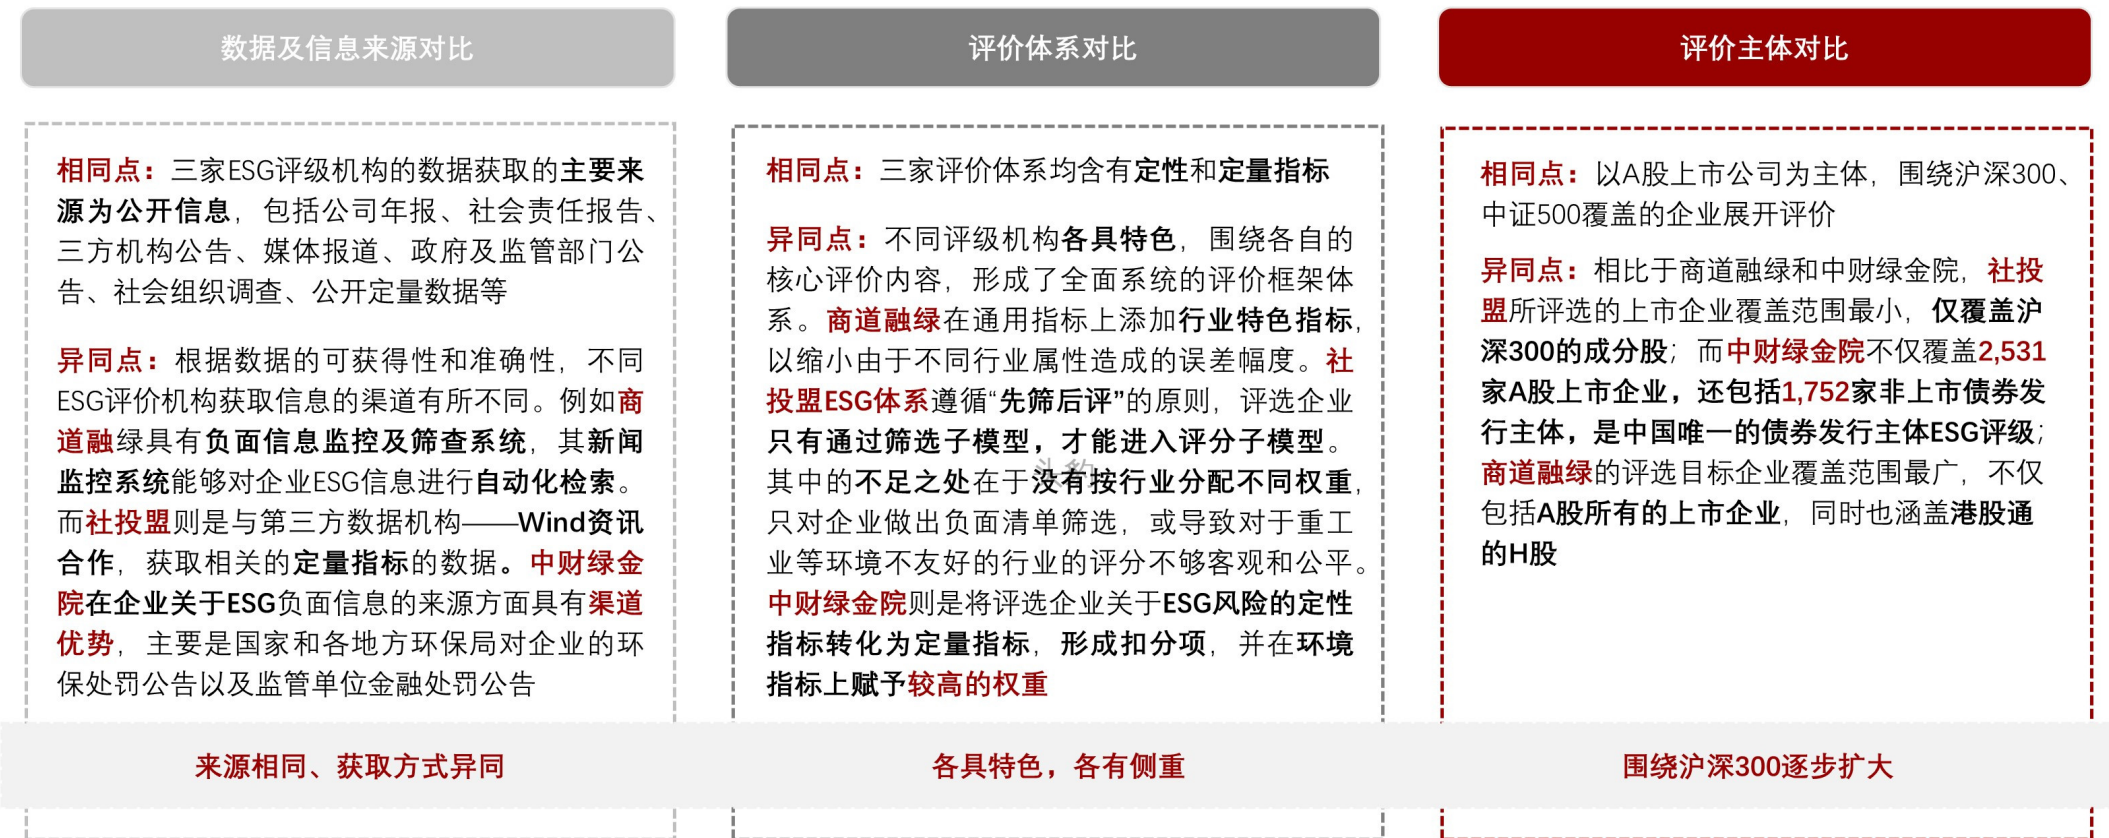 数据及信息来源对比
相同点：三家ESG评级机构的数据获取的主要来
源为公开信息，包括公司年报、社会责任报告、
三方机构公告、媒体报道、政府及监管部门公
告、社会组织调查、公开定量数据等
异同点：根据数据的可获得性和准确性，不同
ESG评价机构获取信息的渠道有所不同。例如商
道融绿具有负面信息监控及筛查系统，其新闻
监控系统能够对企业ESG信息进行自动化检索。
而社投盟则是与第三方数据机构——Wind资讯
合作，获取相关的定量指标的数据。中财绿金
院在企业关于ESG负面信息的来源方面具有渠道
优势，主要是国家和各地方环保局对企业的环
保处罚公告以及监管单位金融处罚公告
来源相同、获取方式异同
评价体系对比
相同点：三家评价体系均含有定性和定量指标
异同点：不同评级机构各具特色，围绕各自的
核心评价内容，形成了全面系统的评价框架体
系。商道融绿在通用指标上添加行业特色指标，
以缩小由于不同行业属性造成的误差幅度。社
投盟ESG体系遵循“先筛后评”的原则，评选企业
只有通过筛选子模型，才能进入评分子模型。
其中的不足之处在于没有按行业分配不同权重，
只对企业做出负面清单筛选，或导致对于重工
业等环境不友好的行业的评分不够客观和公平。
中财绿金院则是将评选企业关于ESG风险的定性
指标转化为定量指标，形成扣分项，并在环境
指标上赋予较高的权重
头豹
各具特色，各有侧重
评价主体对比
相同点：以A股上市公司为主体，围绕沪深300、
中证500覆盖的企业展开评价
异同点：相比于商道融绿和中财绿金院，社投
盟所评选的上市企业覆盖范围最小，仅覆盖沪
深300的成分股；而中财绿金院不仅覆盖2,531
家A股上市企业，还包括1,752家非上市债券发
行主体，是中国唯一的债券发行主体ESG评级；
商道融绿的评选目标企业覆盖范围最广，不仅
包括A股所有的上市企业，同时也涵盖港股通
的H股
围绕沪深300逐步扩大